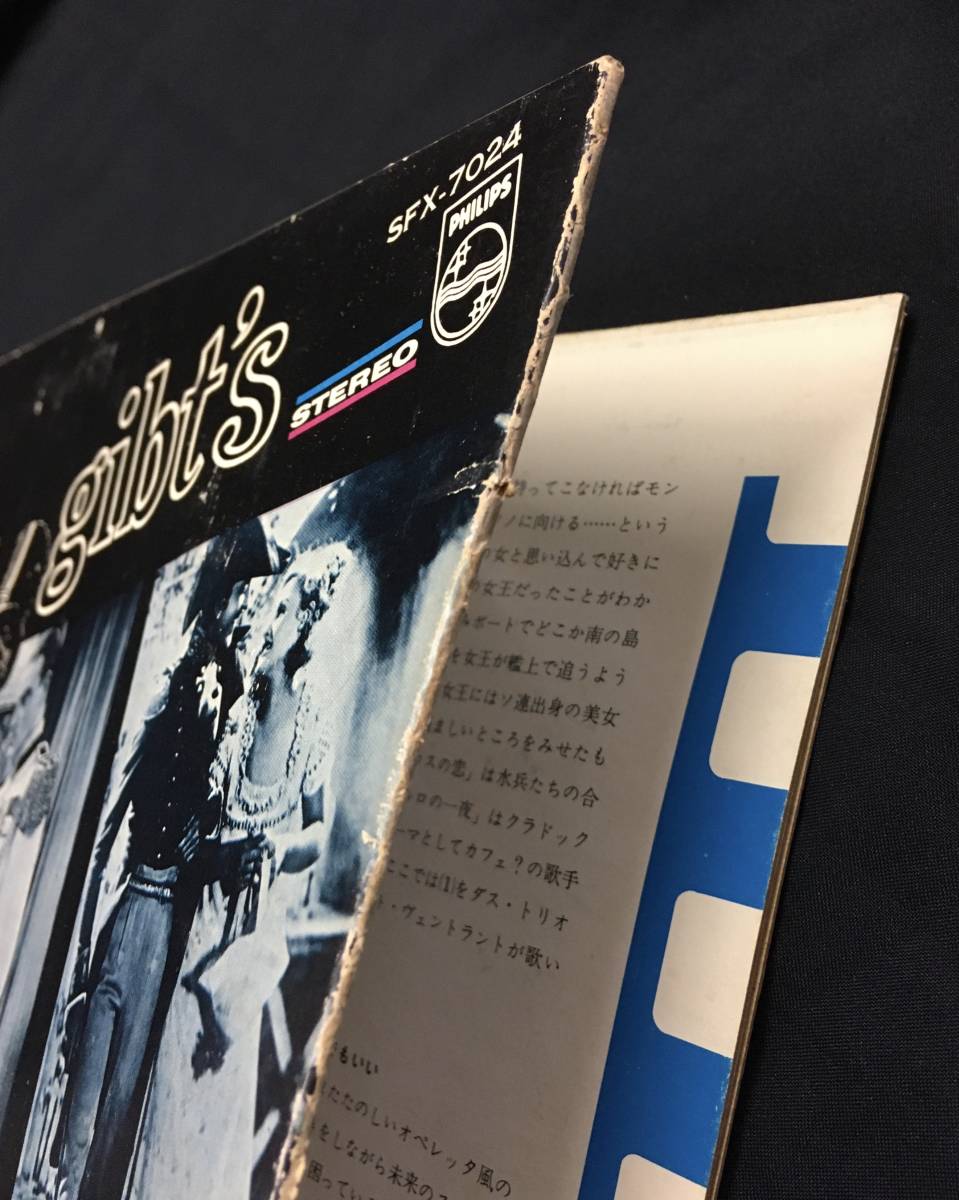 SFX-7024
PHILIPS
gibt's
STEREO
持ってこなければモン
ノに向ける……という
の女と思い込んで好きに
の女王だったことがわか
ボートでどこか南の島
を女王が艦上で追うよう
女王にはソ連出身の美女
ほましいところをみせたも
カスの恋」は水兵たちの合
ロの一夜」はクラドック
ーマとしてカフェ?の歌手
ここでは(1)をダス・トリオ
ト・ヴェントラントが歌い
もいい
たたのしいオペレッタ風の
をしながら未来のス
困ってい